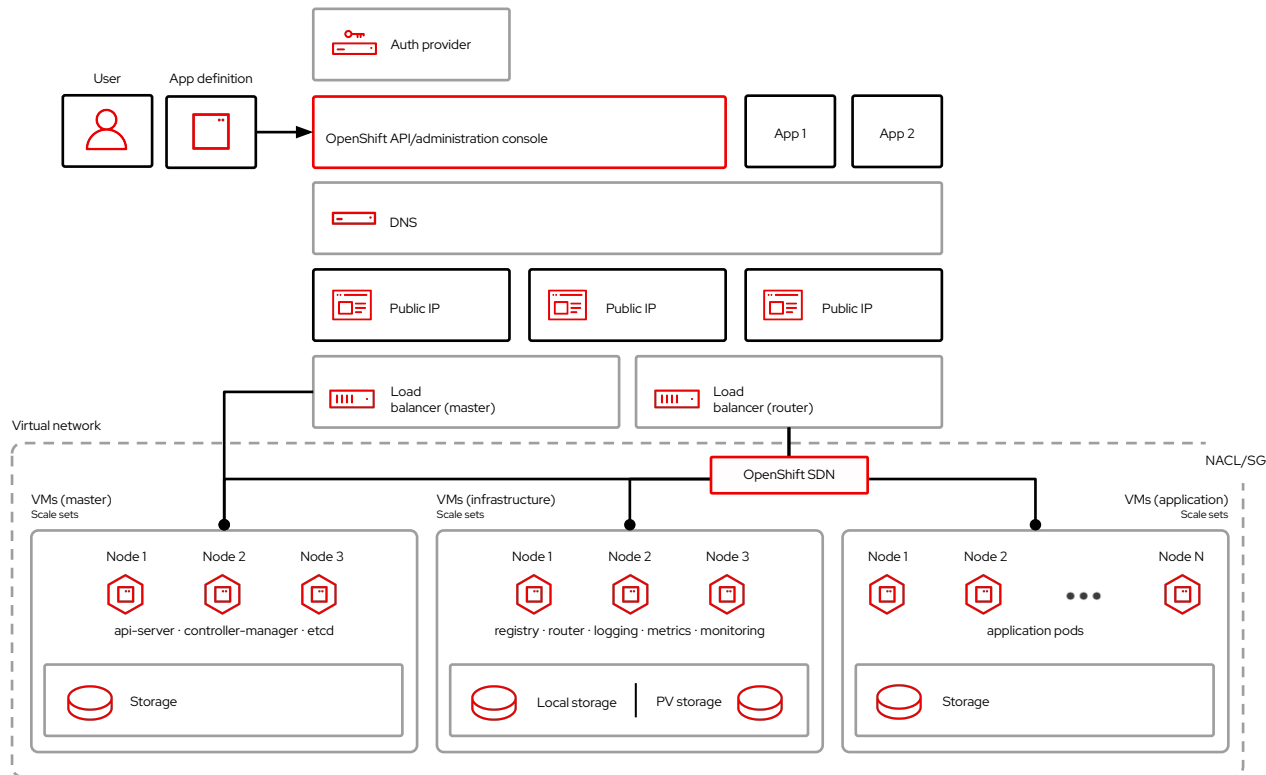 Auth provider
User
App definition
OpenShift API/administration console
App 1
App 2
DNS
Public IP
Public IP
Public IP
Load
balancer (master)
Load
balancer (router)
Virtual network
NACL/SG
OpenShift SDN
VMs (master)
Scale sets
VMs (infrastructure)
Scale sets
VMs (application)
Scale sets
Node 1
Node 2
Node 3
api-server · controller-manager · etcd
Storage
Node 1
Node 2
Node 3
registry · router · logging · metrics · monitoring
Local storage
PV storage
Node 1
Node 2
Node N
application pods
Storage